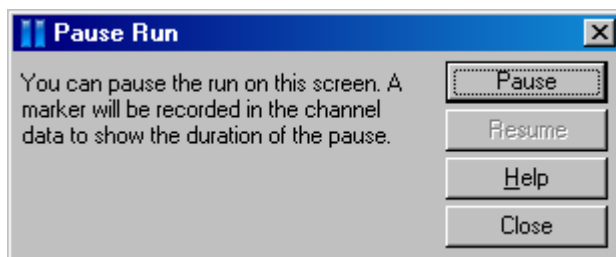 Pause Run
You can pause the run on this screen. A
marker will be recorded in the channel
data to show the duration of the pause.
Pause
Resume
Help
Close